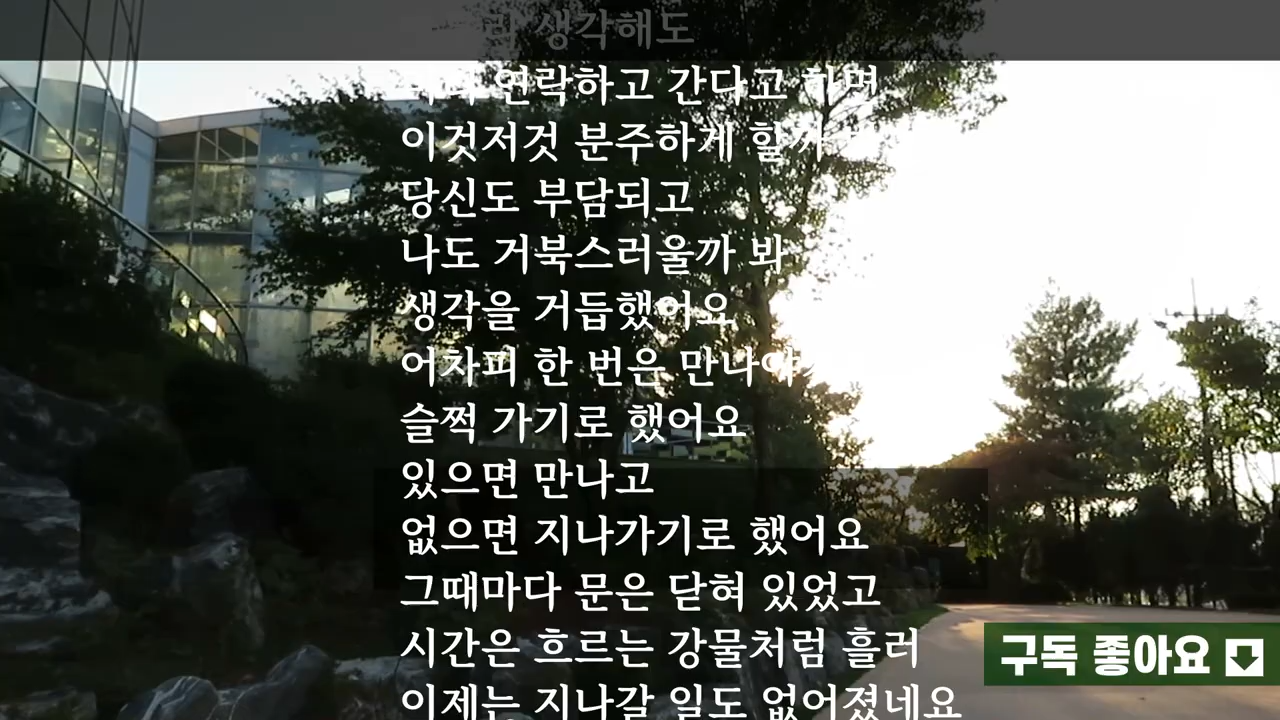 생각해도
연락하고 간다고 하며
이것저것 분주하게 할까
당신도 부담되고
나도 거북스러울까 봐
생각을 거듭했어요
어차피 한 번은 만나야
슬쩍 가기로 했어요
있으면 만나고
없으면 지나가기로 했어요
그때마다 문은 닫혀 있었고
시간은 흐르는 강물처럼 흘러
이제는 지나갈 일도 없어졌네요
구독 좋아요